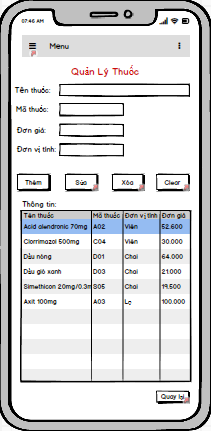 07:46 AM
Menu
Quản Lý Thuốc
Tên thuốc:
Mã thuốc:
Đơn giá:
Đơn vị tính:
Thêm Sửa Xóa Clear
Thông tin:
Tên thuốc Mã thuốc Đơn vị tính Đơn giá
Acid alendronic 70mg A02 Viên 52.600
Clorrimazol 500mg C04 Viên 30.000
Dầu nóng D01 Chai 64.000
Dầu gió xanh D03 Chai 21.000
Simethicon 20mg/0.3m S05 Chai 19.500
Axit 100mg A03 Lọ 100.000
Quay lại